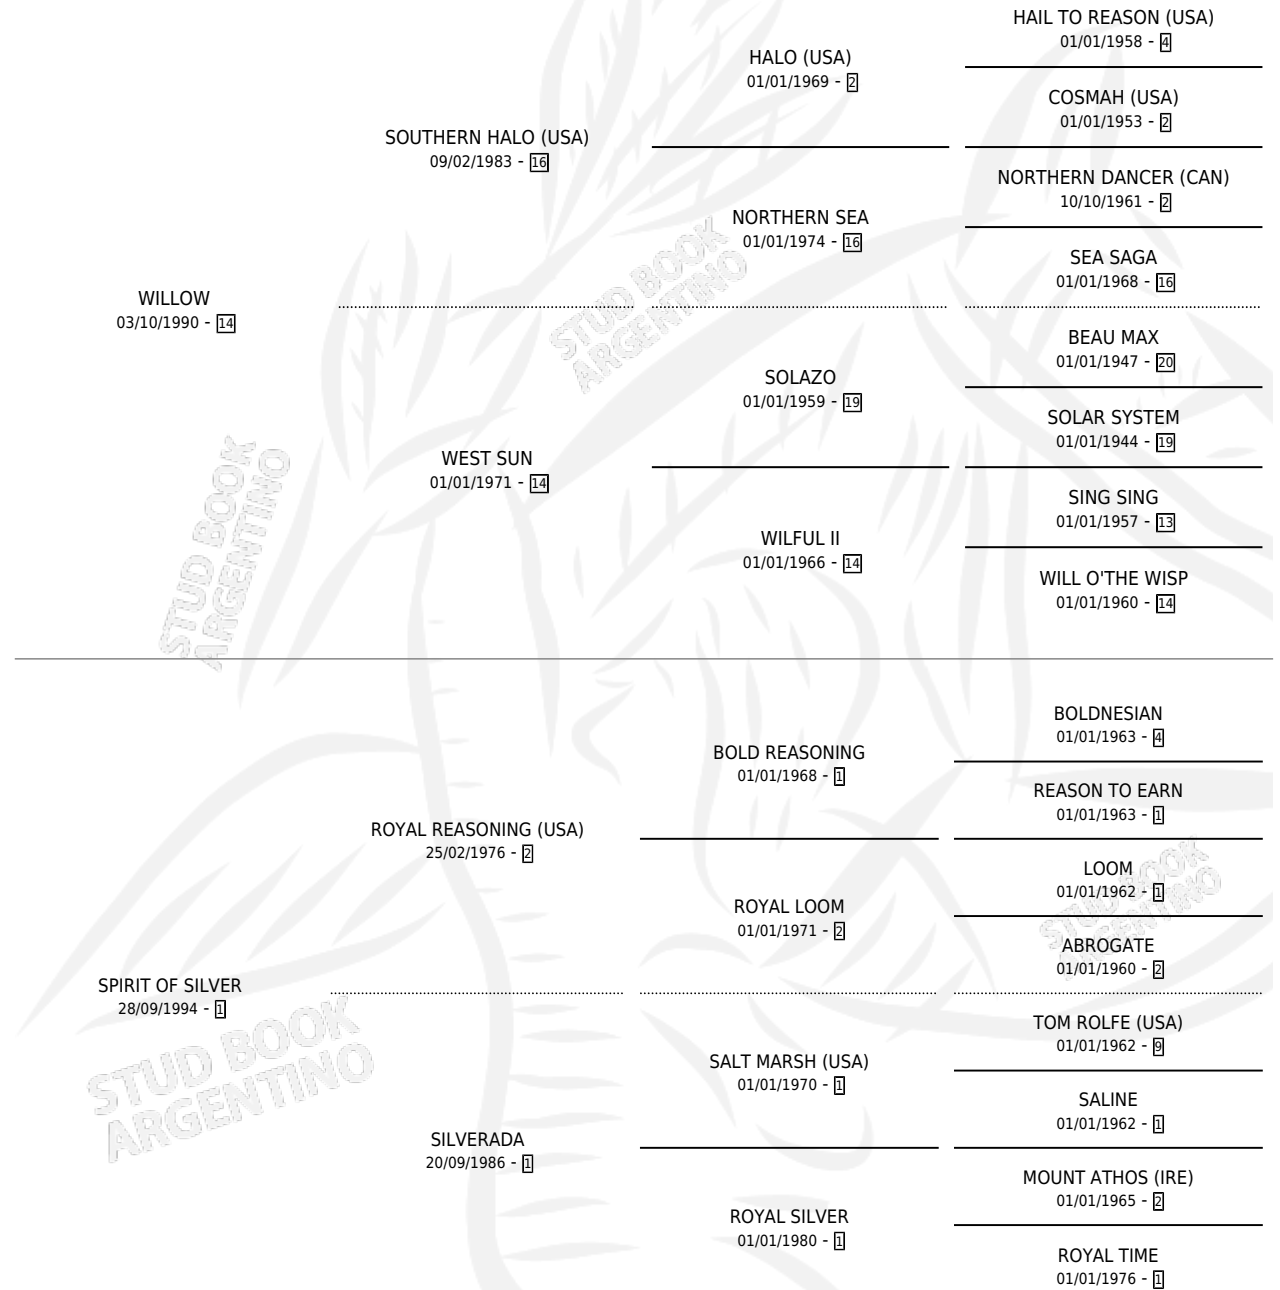 HAIL TO REASON (USA)
01/01/1958 - 4
HALO (USA)
01/01/1969 - 2
COSMAH (USA)
01/01/1953 - 2
SOUTHERN HALO (USA)
09/02/1983 - 16
NORTHERN DANCER (CAN)
10/10/1961 - 2
NORTHERN SEA
01/01/1974 - 16
SEA SAGA
01/01/1968 - 16
WILLOW
03/10/1990 - 14
BEAU MAX
01/01/1947 - 20
SOLAZO
01/01/1959 - 19
SOLAR SYSTEM
01/01/1944 - 19
WEST SUN
01/01/1971 - 14
SING SING
01/01/1957 - 13
WILFUL II
01/01/1966 - 14
WILL O'THE WISP
01/01/1960 - 14
STUD BOOK
ARGENTINO
STUD BOOK
ARGENTINO
BOLDNESIAN
01/01/1963 - 4
BOLD REASONING
01/01/1968 - 1
REASON TO EARN
01/01/1963 - 1
ROYAL REASONING (USA)
25/02/1976 - 2
LOOM
01/01/1962 - 1
ROYAL LOOM
01/01/1971 - 2
ABROGATE
01/01/1960 - 2
SPIRIT OF SILVER
28/09/1994 - 1
TOM ROLFE (USA)
01/01/1962 - 9
SALT MARSH (USA)
01/01/1970 - 1
SALINE
01/01/1962 - 1
SILVERADA
20/09/1986 - 1
MOUNT ATHOS (IRE)
01/01/1965 - 2
ROYAL SILVER
01/01/1980 - 1
ROYAL TIME
01/01/1976 - 1
STUD BOOK
ARGENTINO
STUD BOOK
ARGENTINO